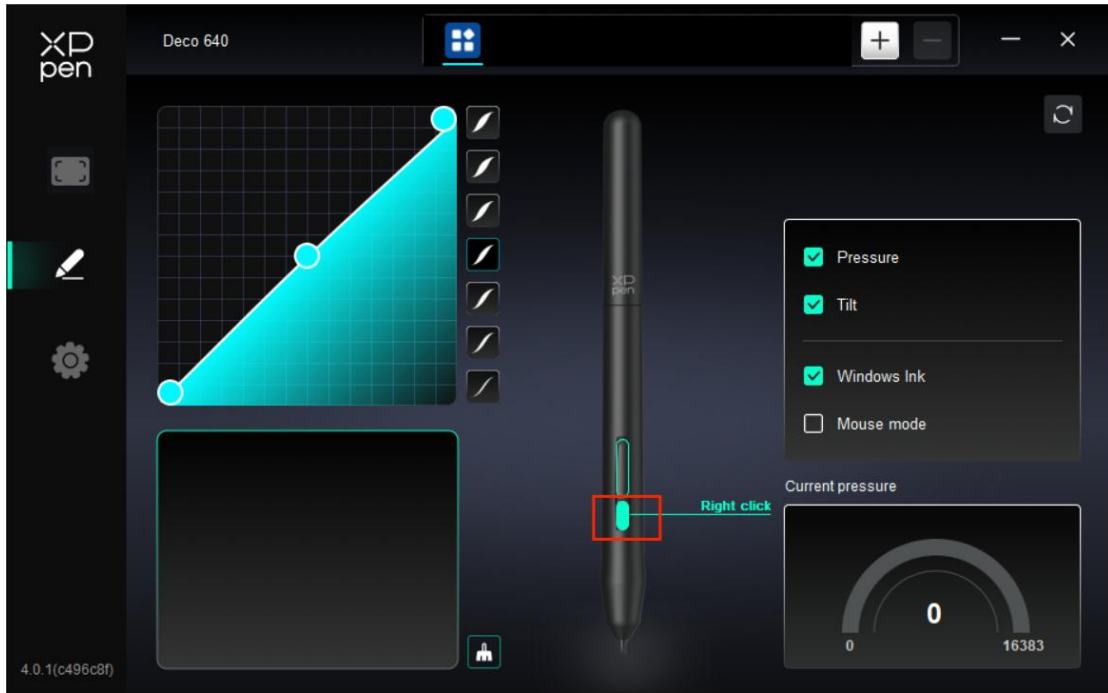 XP
pen
Deco 640
XP
pen
Pressure
Tilt
Windows Ink
Mouse mode
Right click
Current pressure
0
0
16383
4.0.1(c496c8f)